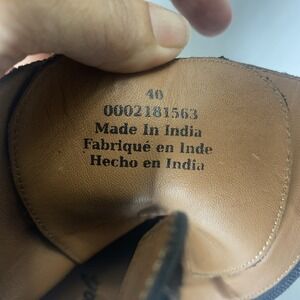 40
0002181563
Made In India
Fabriqué en Inde
Hecho en India